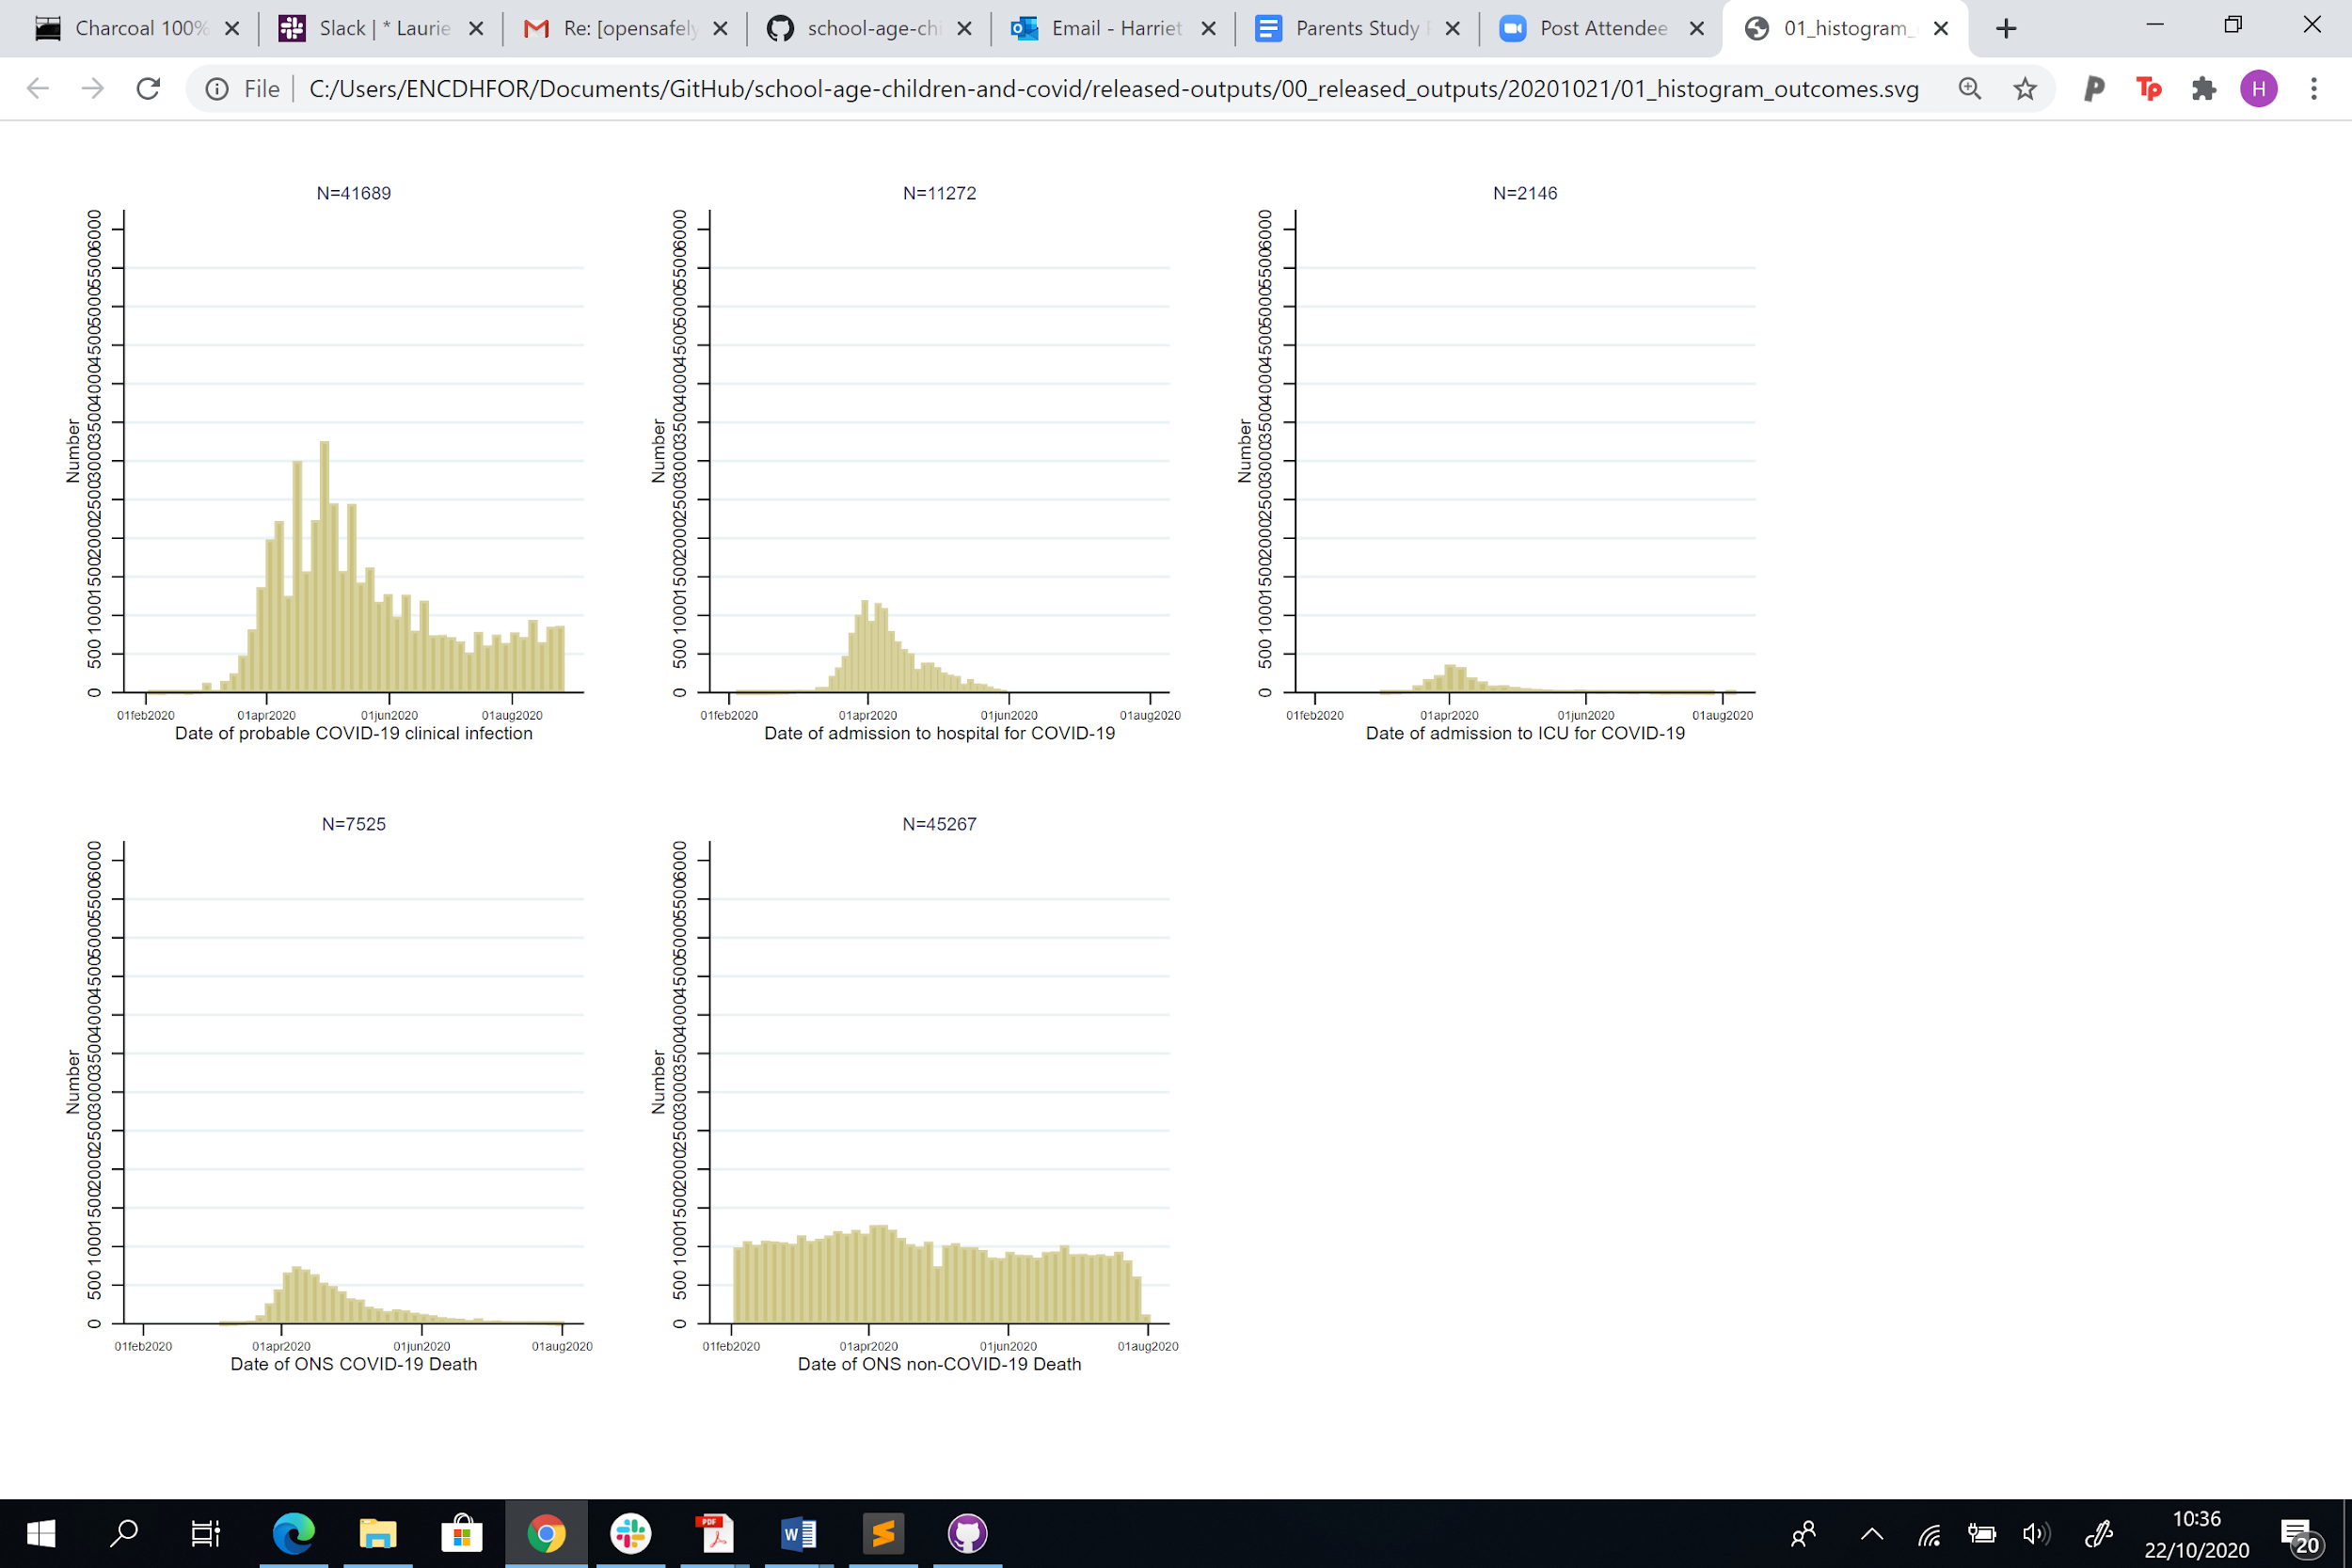 Charcoal 100%
Slack | * Laurie
Re: [opensafely
school-age-chi
Email - Harriet
Parents Study
Post Attendee
01_histogram_
File
C:/Users/ENCDHFOR/Documents/GitHub/school-age-children-and-covid/released-outputs/00_released_outputs/20201021/01_histogram_outcomes.svg
Tp
H
N=41689
Number
0 500 1000 1500 2000 2500 3000 3500 4000 4500 5000 5500 6000
01feb2020 01apr2020 01jun2020 01aug2020
Date of probable COVID-19 clinical infection
N=11272
Number
0 500 1000 1500 2000 2500 3000 3500 4000 4500 5000 5500 6000
01feb2020 01apr2020 01jun2020 01aug2020
Date of admission to hospital for COVID-19
N=2146
Number
0 500 1000 1500 2000 2500 3000 3500 4000 4500 5000 5500 6000
01feb2020 01apr2020 01jun2020 01aug2020
Date of admission to ICU for COVID-19
N=7525
Number
0 500 1000 1500 2000 2500 3000 3500 4000 4500 5000 5500 6000
01feb2020 01apr2020 01jun2020 01aug2020
Date of ONS COVID-19 Death
N=45267
Number
0 500 1000 1500 2000 2500 3000 3500 4000 4500 5000 5500 6000
01feb2020 01apr2020 01jun2020 01aug2020
Date of ONS non-COVID-19 Death
PDF
W
10:36
22/10/2020
20